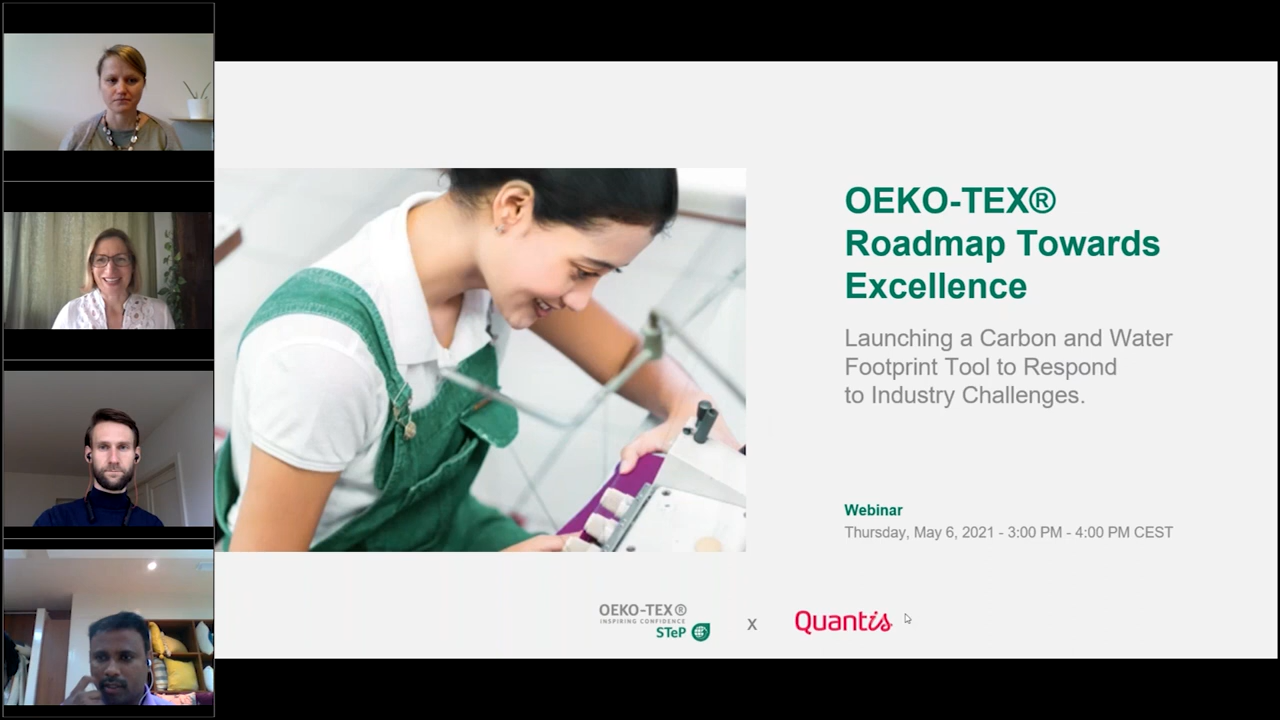 OEKO-TEX®
Roadmap Towards
Excellence
Launching a Carbon and Water
Footprint Tool to Respond
to Industry Challenges.
Webinar
Thursday, May 6, 2021 - 3:00 PM - 4:00 PM CEST
OEKO-TEX®
INSPIRING CONFIDENCE
STeP
x
Quantis